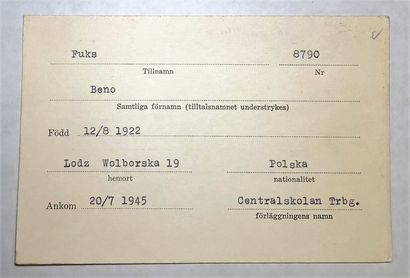 Fuks 8790
Tillnamn Nr
Beno
Samtliga förnamn (tilltalsnamnet understrykes)
Född 12/8 1922
Lodz Wolborska 19 Polska
hemort nationalitet
Ankom 20/7 1945 Centralskolan Trbg.
förläggningens namn